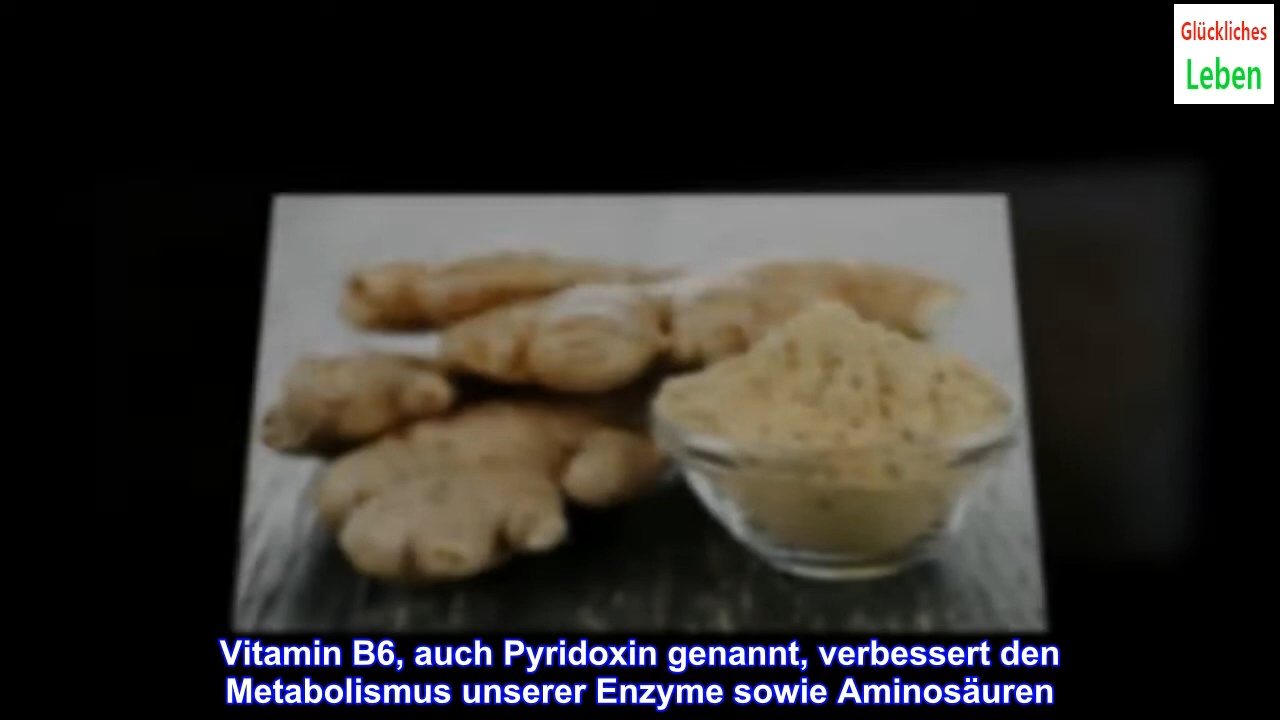 Glückliches
Leben
Vitamin B6, auch Pyridoxin genannt, verbessert den
Metabolismus unserer Enzyme sowie Aminosäuren